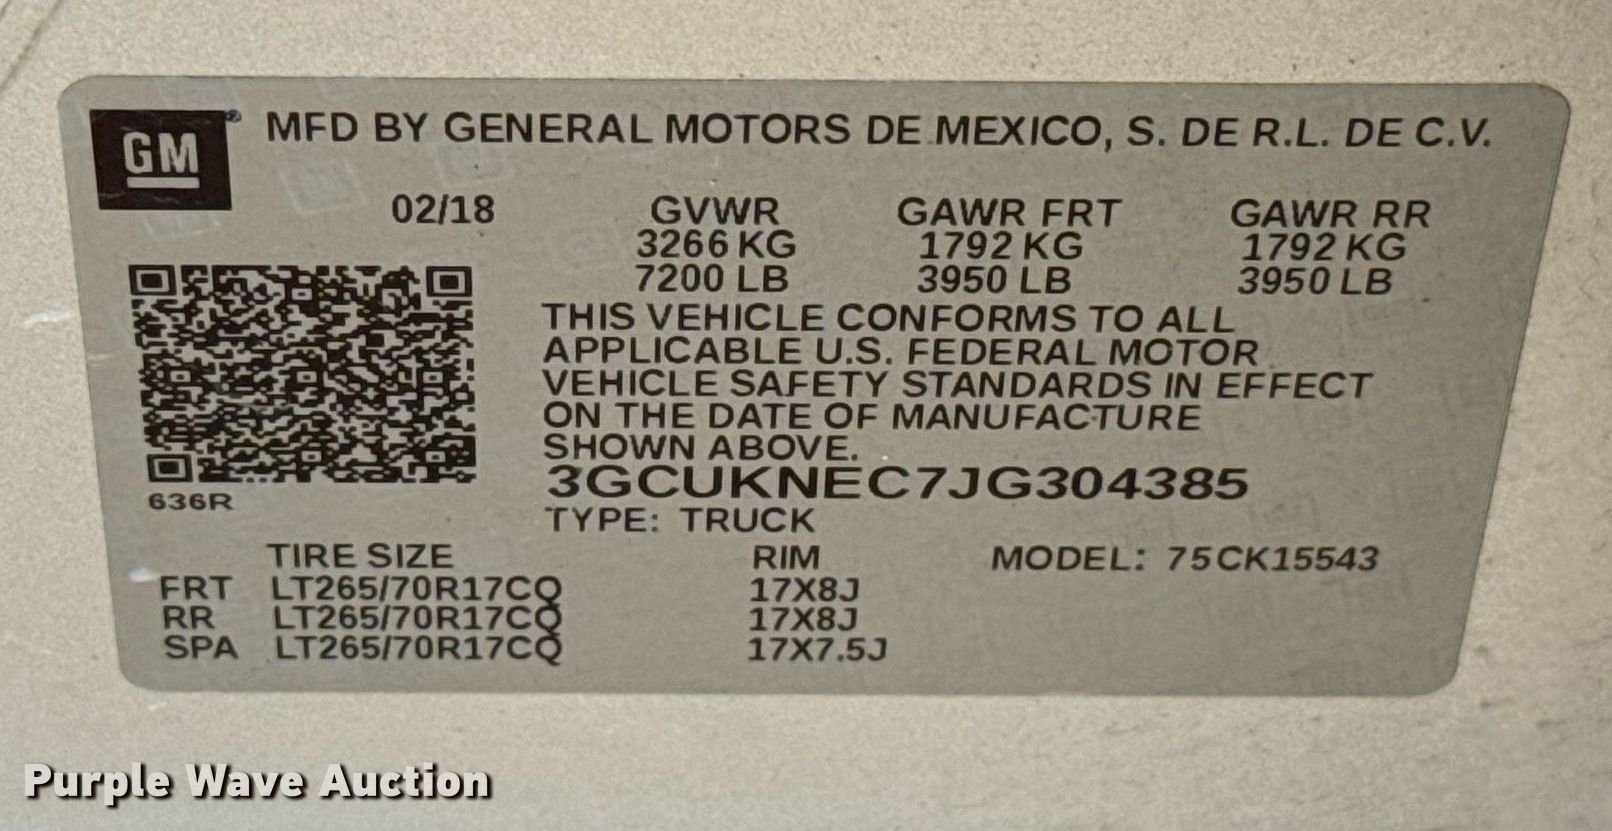 GM® MFD BY GENERAL MOTORS DE MEXICO, S. DE R.L. DE C.V.
02/18 GVWR GAWR FRT GAWR RR
3266 KG 1792 KG 1792 KG
7200 LB 3950 LB 3950 LB
THIS VEHICLE CONFORMS TO ALL
APPLICABLE U.S. FEDERAL MOTOR
VEHICLE SAFETY STANDARDS IN EFFECT
ON THE DATE OF MANUFACTURE
SHOWN ABOVE.
3GCUKNEC7JG304385
636R
TYPE: TRUCK
TIRE SIZE RIM MODEL: 75CK15543
FRT LT265/70R17CQ 17X8J
RR LT265/70R17CQ 17X8J
SPA LT265/70R17CQ 17X7.5J
Purple Wave Auction